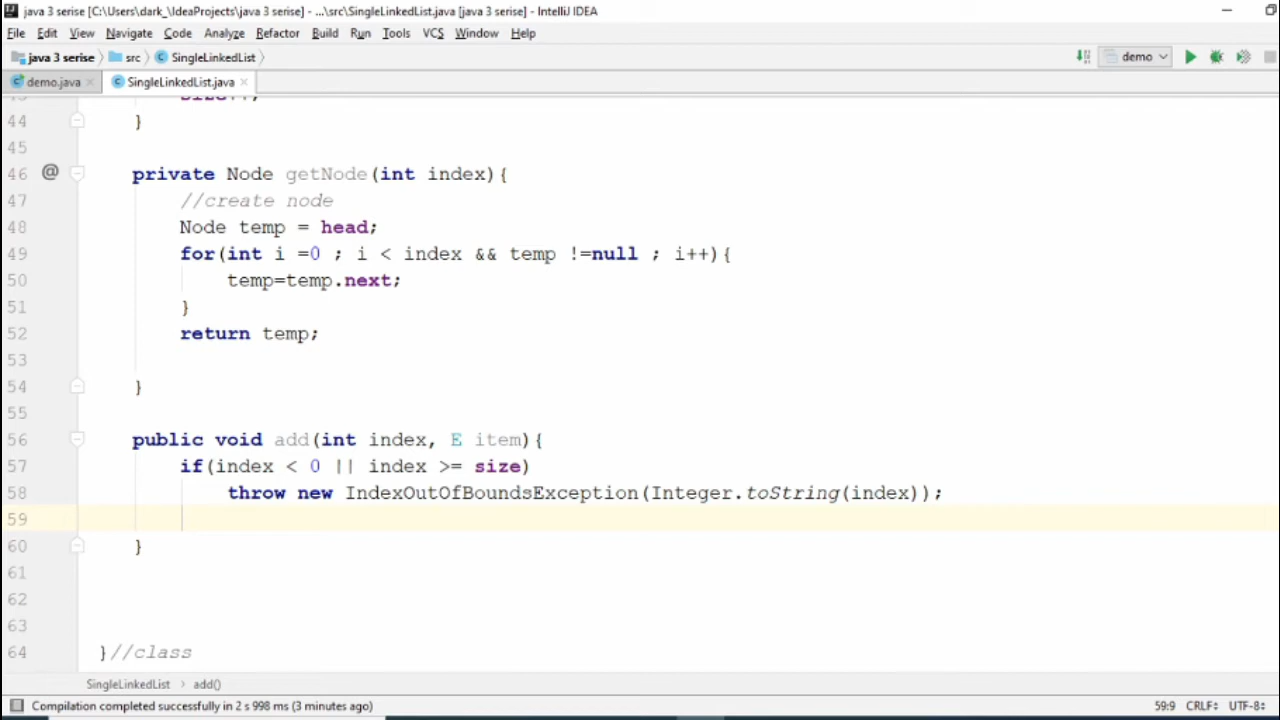 java 3 serise [C:\Users\dark_\IdeaProjects\java 3 serise] - ...\src\SingleLinkedList.java [java 3 serise] - IntelliJ IDEA
File Edit View Navigate Code Analyze Refactor Build Run Tools VCS Window Help
java 3 serise src SingleLinkedList demo
demo.java SingleLinkedList.java
size++;
44 }
45
46 @ private Node getNode(int index){
47 //create node
48 Node temp = head;
49 for(int i =0 ; i < index && temp !=null ; i++){
50 temp=temp.next;
51 }
52 return temp;
53
54 }
55
56 public void add(int index, E item){
57 if(index < 0 || index >= size)
58 throw new IndexOutOfBoundsException(Integer.toString(index));
59
60 }
61
62
63
64 }//class
SingleLinkedList > add()
Compilation completed successfully in 2 s 998 ms (3 minutes ago) 59:9 CRLF UTF-8